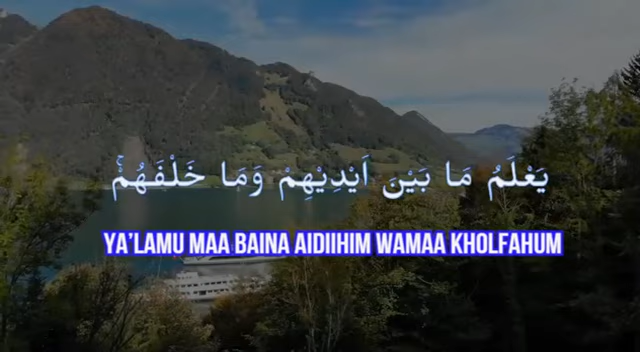 يَعْلَمُ مَا بَيْنَ اَيْدِيْهِمْ وَمَا خَلْفَهُمْۚ
YA'LAMU MAA BAINA AIDIIHIM WAMAA KHOLFAHUM